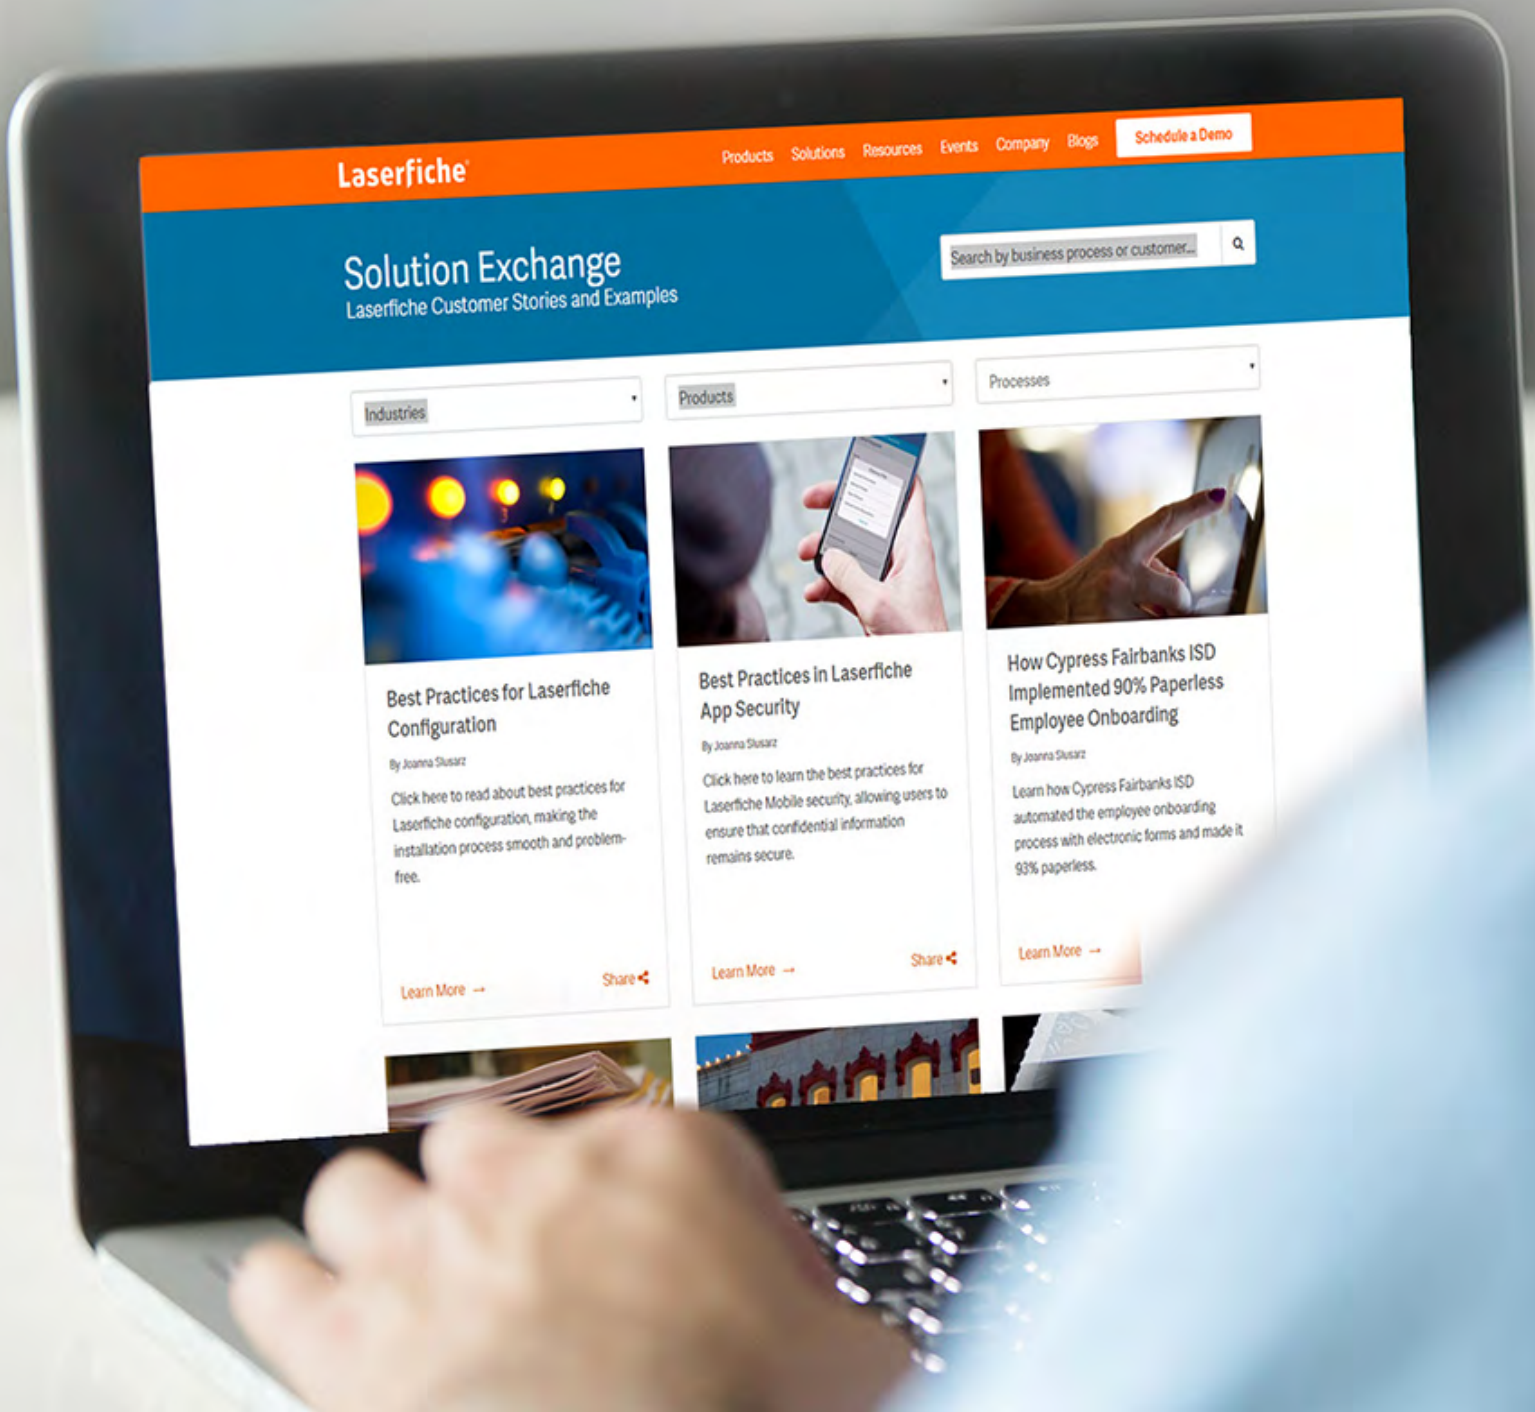 Laserfiche
Products Solutions Resources Events Company Blogs Schedule a Demo
Solution Exchange
Laserfiche Customer Stories and Examples
Search by business process or customer...
Industries
Products
Processes
Best Practices for Laserfiche
Configuration
By Joanna Slusarz
Click here to read about best practices for
Laserfiche configuration, making the
installation process smooth and problem-
free.
Learn More →
Share
Best Practices in Laserfiche
App Security
By Joanna Slusarz
Click here to learn the best practices for
Laserfiche Mobile security, allowing users to
ensure that confidential information
remains secure.
Learn More →
Share
How Cypress Fairbanks ISD
Implemented 90% Paperless
Employee Onboarding
By Joanna Slusarz
Learn how Cypress Fairbanks ISD
automated the employee onboarding
process with electronic forms and made it
93% paperless.
Learn More →